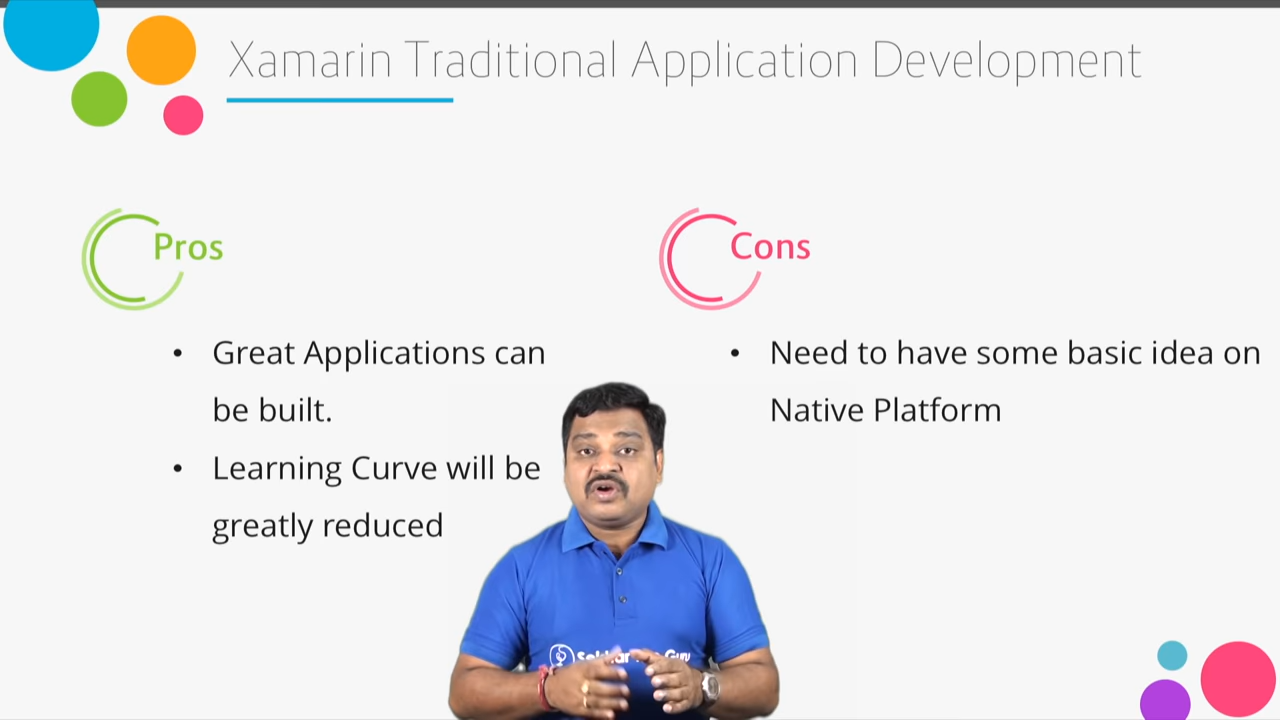 Xamarin Traditional Application Development
Pros
• Great Applications can
be built.
• Learning Curve will be
greatly reduced
Cons
• Need to have some basic idea on
Native Platform
Guru